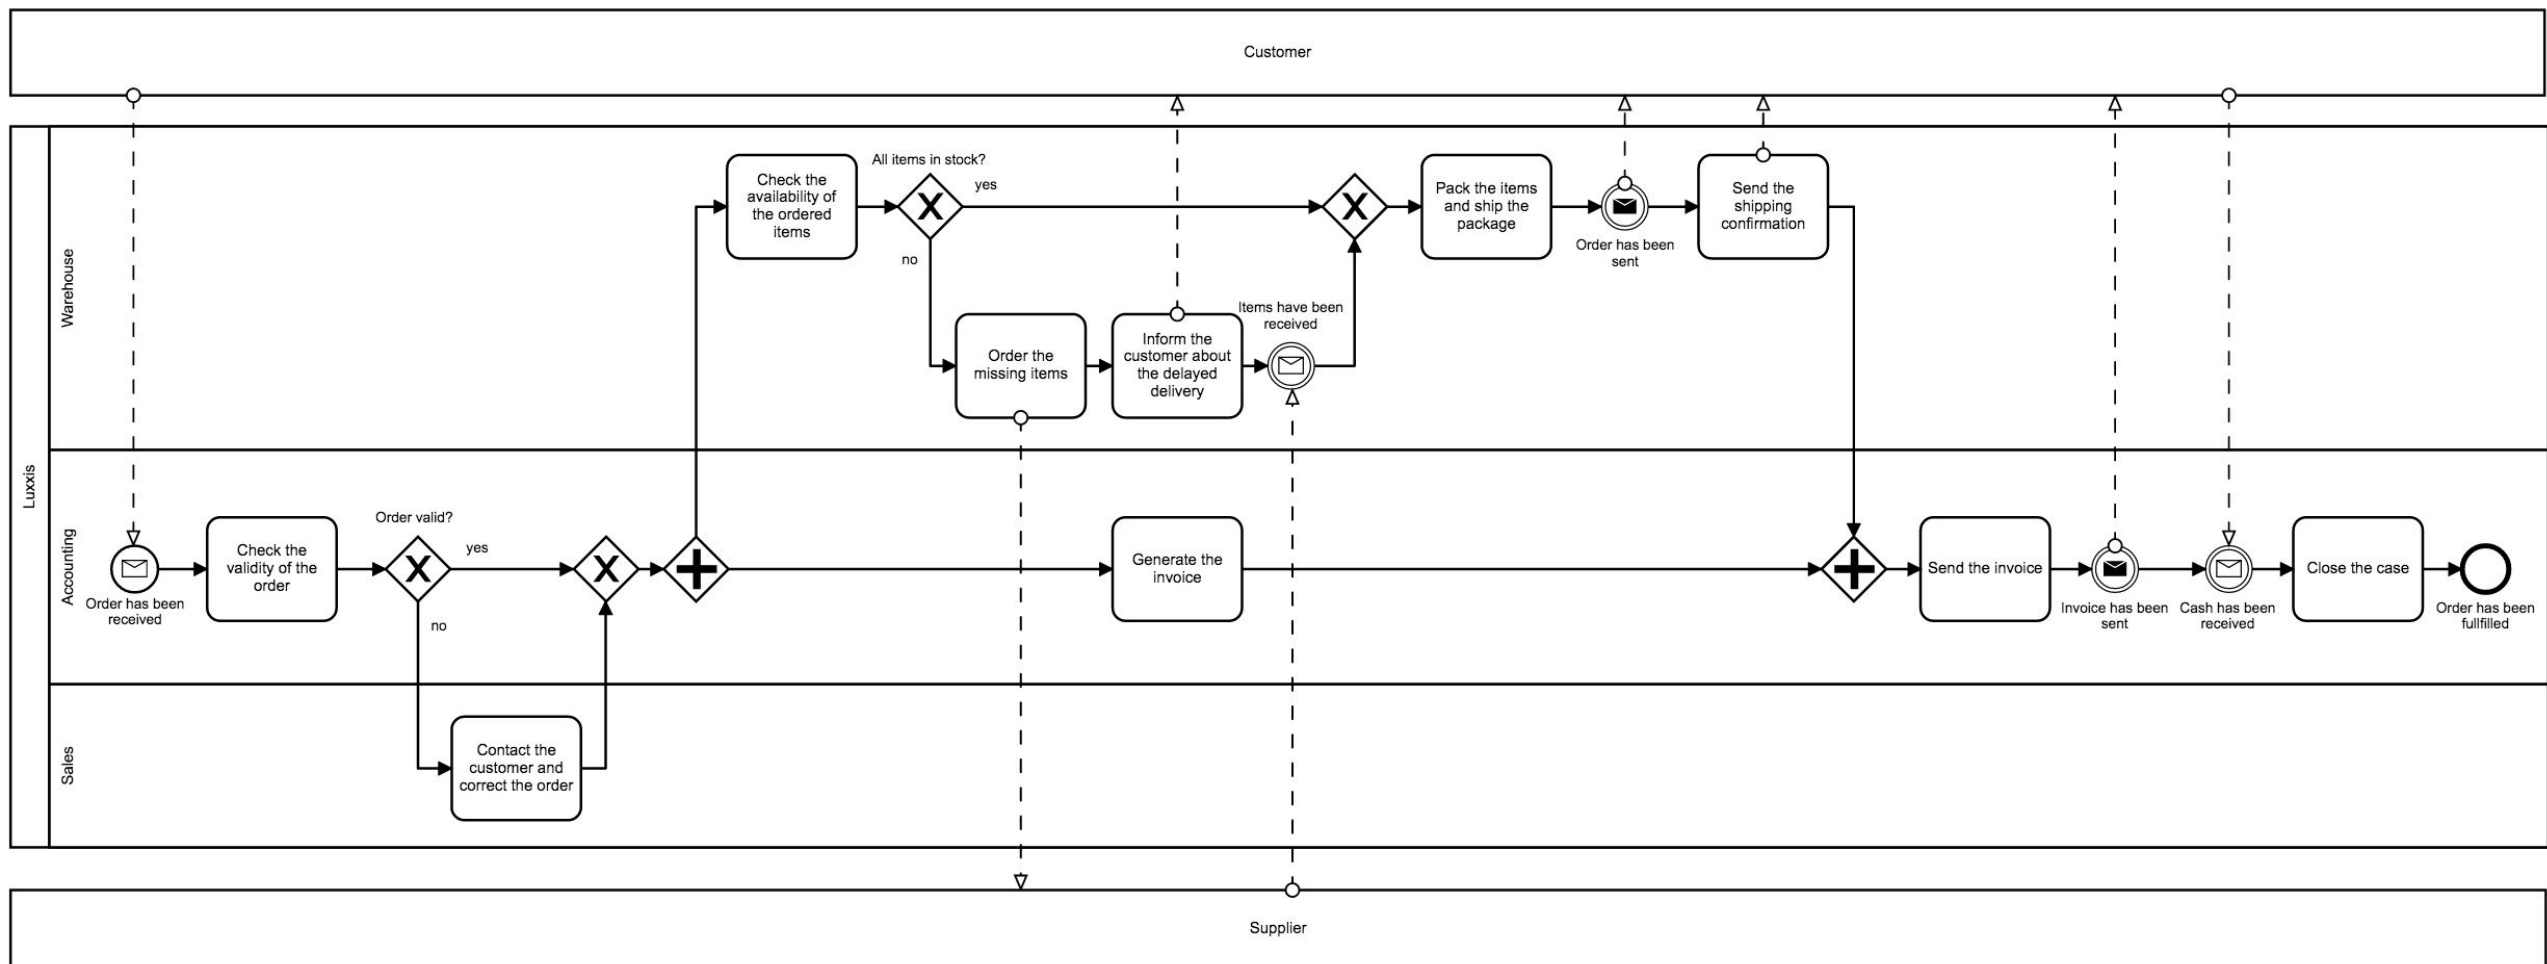 Customer
Luxxis
Warehouse
Check the
availability of
the ordered
items
All items in stock?
yes
no
Order the
missing items
Inform the
customer about
the delayed
delivery
Items have been
received
Pack the items
and ship the
package
Order has been
sent
Send the
shipping
confirmation
Accounting
Order has been
received
Check the
validity of the
order
Order valid?
yes
no
Generate the
invoice
Send the invoice
Invoice has been
sent
Cash has been
received
Close the case
Order has been
fullfilled
Sales
Contact the
customer and
correct the order
Supplier